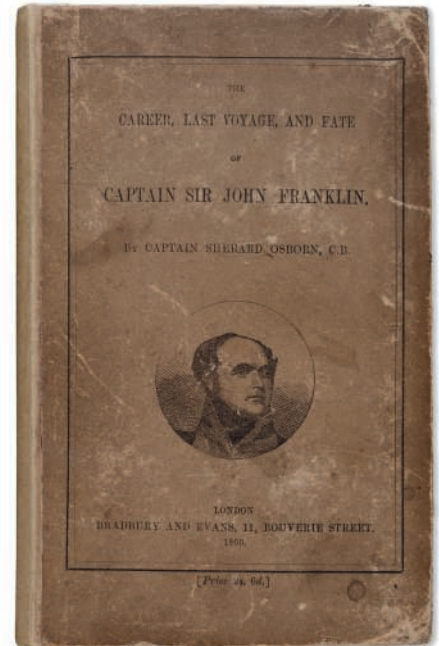 THE
CAREER, LAST VOYAGE, AND FATE
OF
CAPTAIN SIR JOHN FRANKLIN.
BY CAPTAIN SHERARD OSBORN, C.B.
LONDON
BRADBURY AND EVANS, 11, BOUVERIE STREET.
1860.
[Price 2s. 6d.]